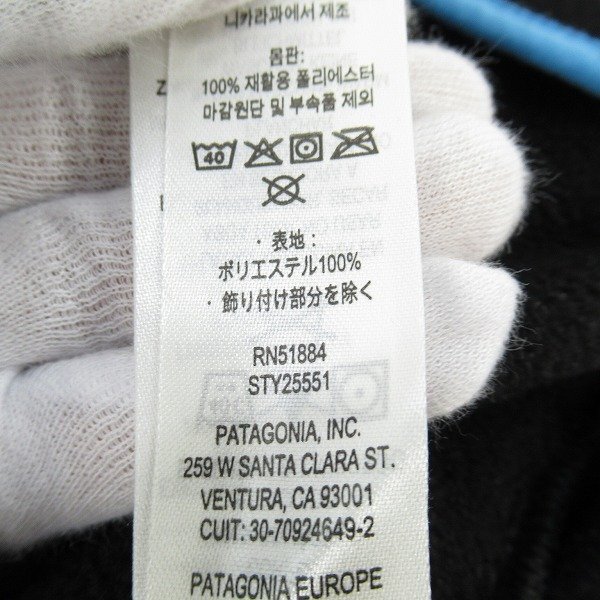 니카라과에서 제조
몸판:
100% 재활용 폴리에스터
마감원단 및 부속품 제외
40
・表地：
ポリエステル100%
・飾り付け部分を除く
RN51884
STY25551
PATAGONIA, INC.
259 W SANTA CLARA ST.
VENTURA, CA 93001
CUIT: 30-70924649-2
PATAGONIA EUROPE